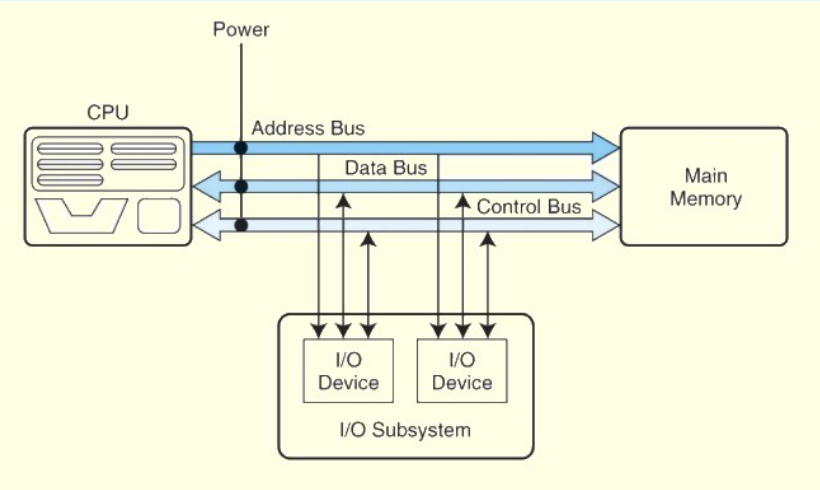 Power
CPU
Address Bus
Data Bus
Control Bus
Main
Memory
I/O
Device
I/O
Device
I/O Subsystem